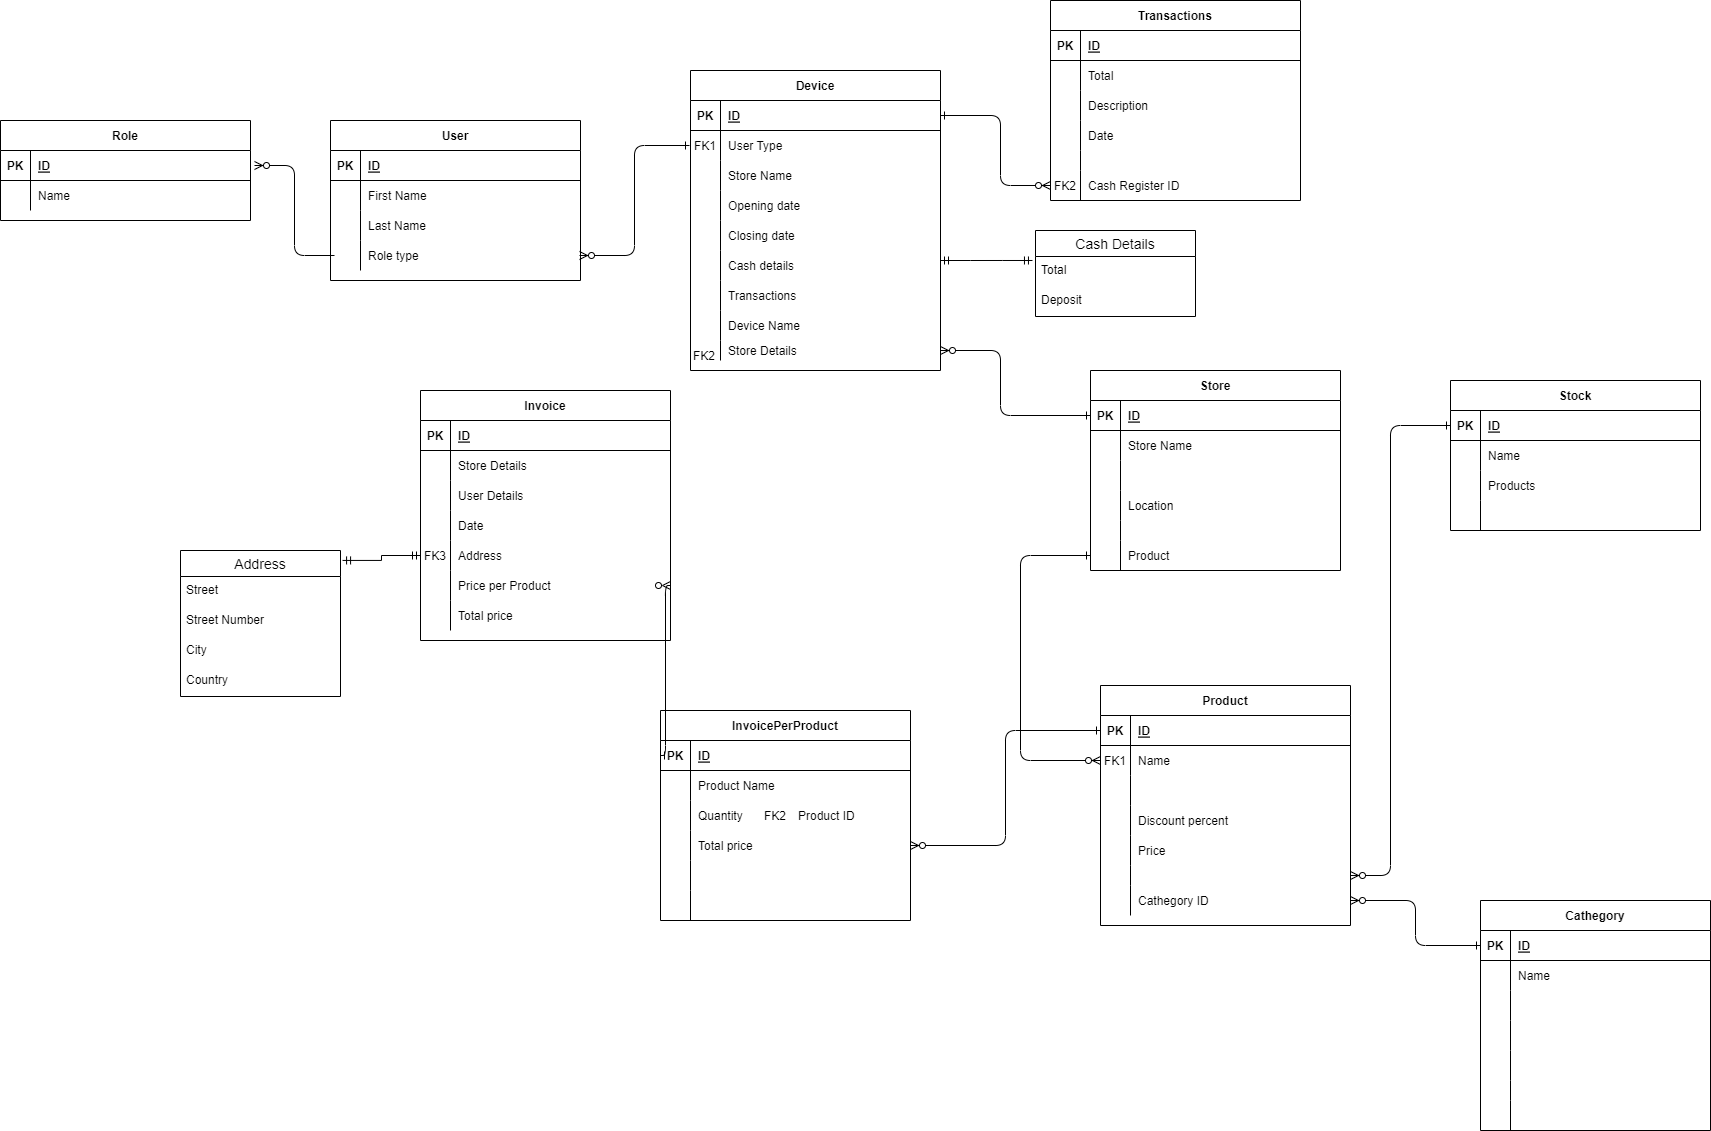 Transactions
PK ID
Total
Description
Date
FK2 Cash Register ID
Device
PK ID
FK1 User Type
Store Name
Opening date
Closing date
Cash details
Transactions
Device Name
FK2 Store Details
Role
PK ID
Name
User
PK ID
First Name
Last Name
Role type
Cash Details
Total
Deposit
Store
PK ID
Store Name
Location
Product
Stock
PK ID
Name
Products
Invoice
PK ID
Store Details
User Details
Date
FK3 Address
Price per Product
Total price
Address
Street
Street Number
City
Country
InvoicePerProduct
PK ID
Product Name
Quantity FK2 Product ID
Total price
Product
PK ID
FK1 Name
Discount percent
Price
Cathegory ID
Cathegory
PK ID
Name